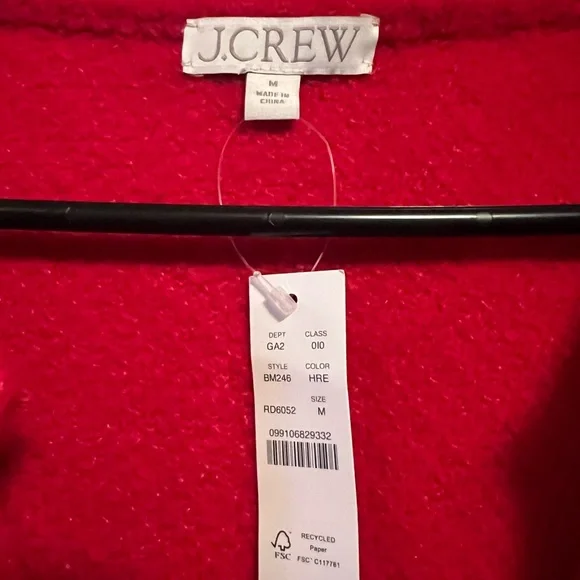 J.CREW
M
MADE IN
CHINA
DEPT CLASS
GA2 010
STYLE COLOR
BM246 HRE
SIZE
RD6052 M
099106829332
RECYCLED
Paper
FSC FSC® C117761